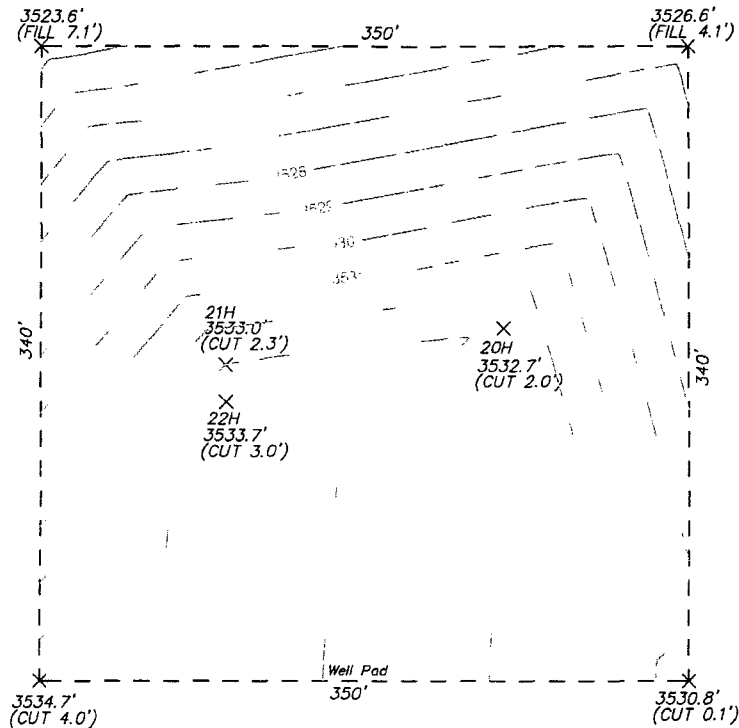 3523.6'
(FILL 7.1')
350'
3526.6'
(FILL 4.1')
340'
340'
21H
3533.0'
(CUT 2.3')
20H
3532.7'
(CUT 2.0')
22H
3533.7'
(CUT 3.0')
Well Pad
350'
3534.7'
(CUT 4.0')
3530.8'
(CUT 0.1')